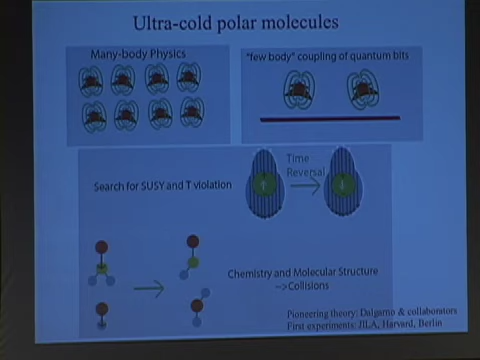 Ultra-cold polar molecules
Many-body Physics
"few body" coupling of quantum bits
Search for SUSY and T violation
Time
Reversal
Chemistry and Molecular Structure
-->Collisions
Pioneering theory: Dalgarno & collaborators
First experiments: JILA, Harvard, Berlin